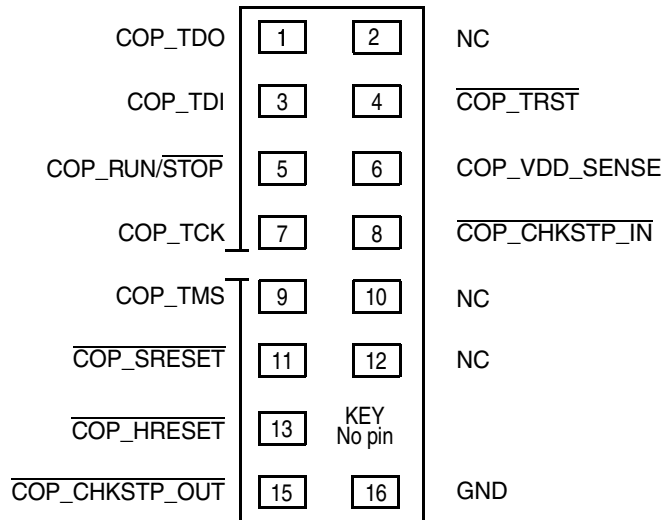 COP_TDO 1 2 NC
COP_TDI 3 4 COP_TRST
COP_RUN/STOP 5 6 COP_VDD_SENSE
COP_TCK 7 8 COP_CHKSTP_IN
COP_TMS 9 10 NC
COP_SRESET 11 12 NC
COP_HRESET 13 KEY
No pin
COP_CHKSTP_OUT 15 16 GND